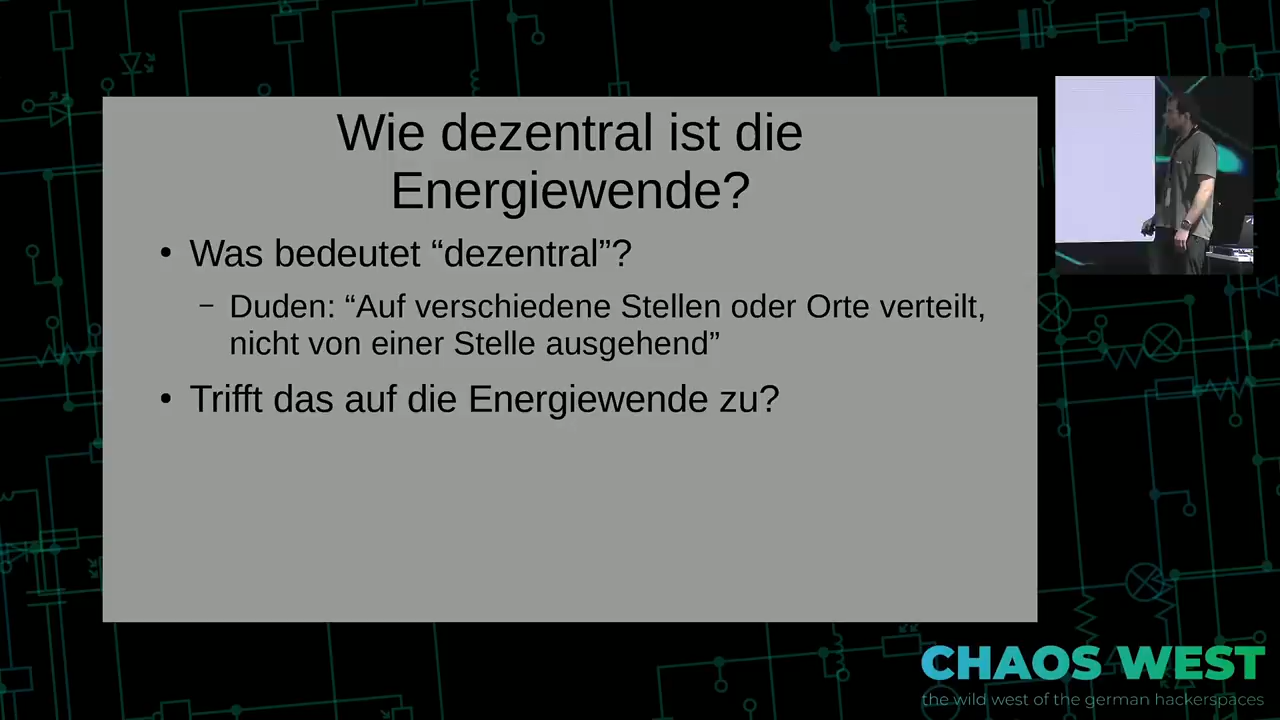 Wie dezentral ist die
Energiewende?
• Was bedeutet “dezentral”?
– Duden: “Auf verschiedene Stellen oder Orte verteilt,
nicht von einer Stelle ausgehend”
• Trifft das auf die Energiewende zu?
CHAOS WEST
the wild west of the german hackerspaces